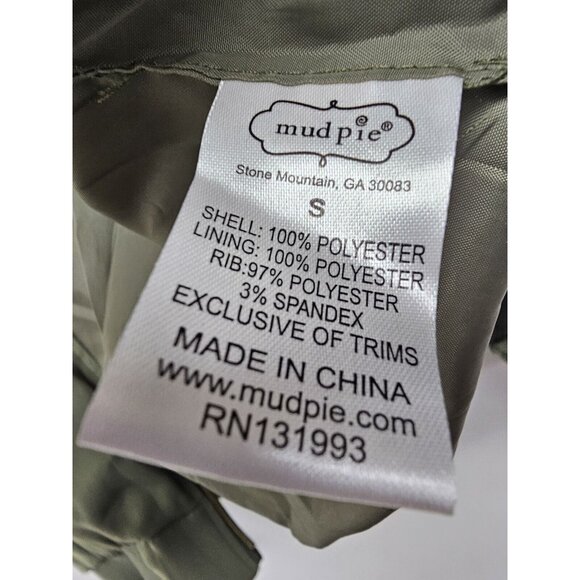 mud pie®
Stone Mountain, GA 30083
S
SHELL: 100% POLYESTER
LINING: 100% POLYESTER
RIB:97% POLYESTER
3% SPANDEX
EXCLUSIVE OF TRIMS
MADE IN CHINA
www.mudpie.com
RN131993